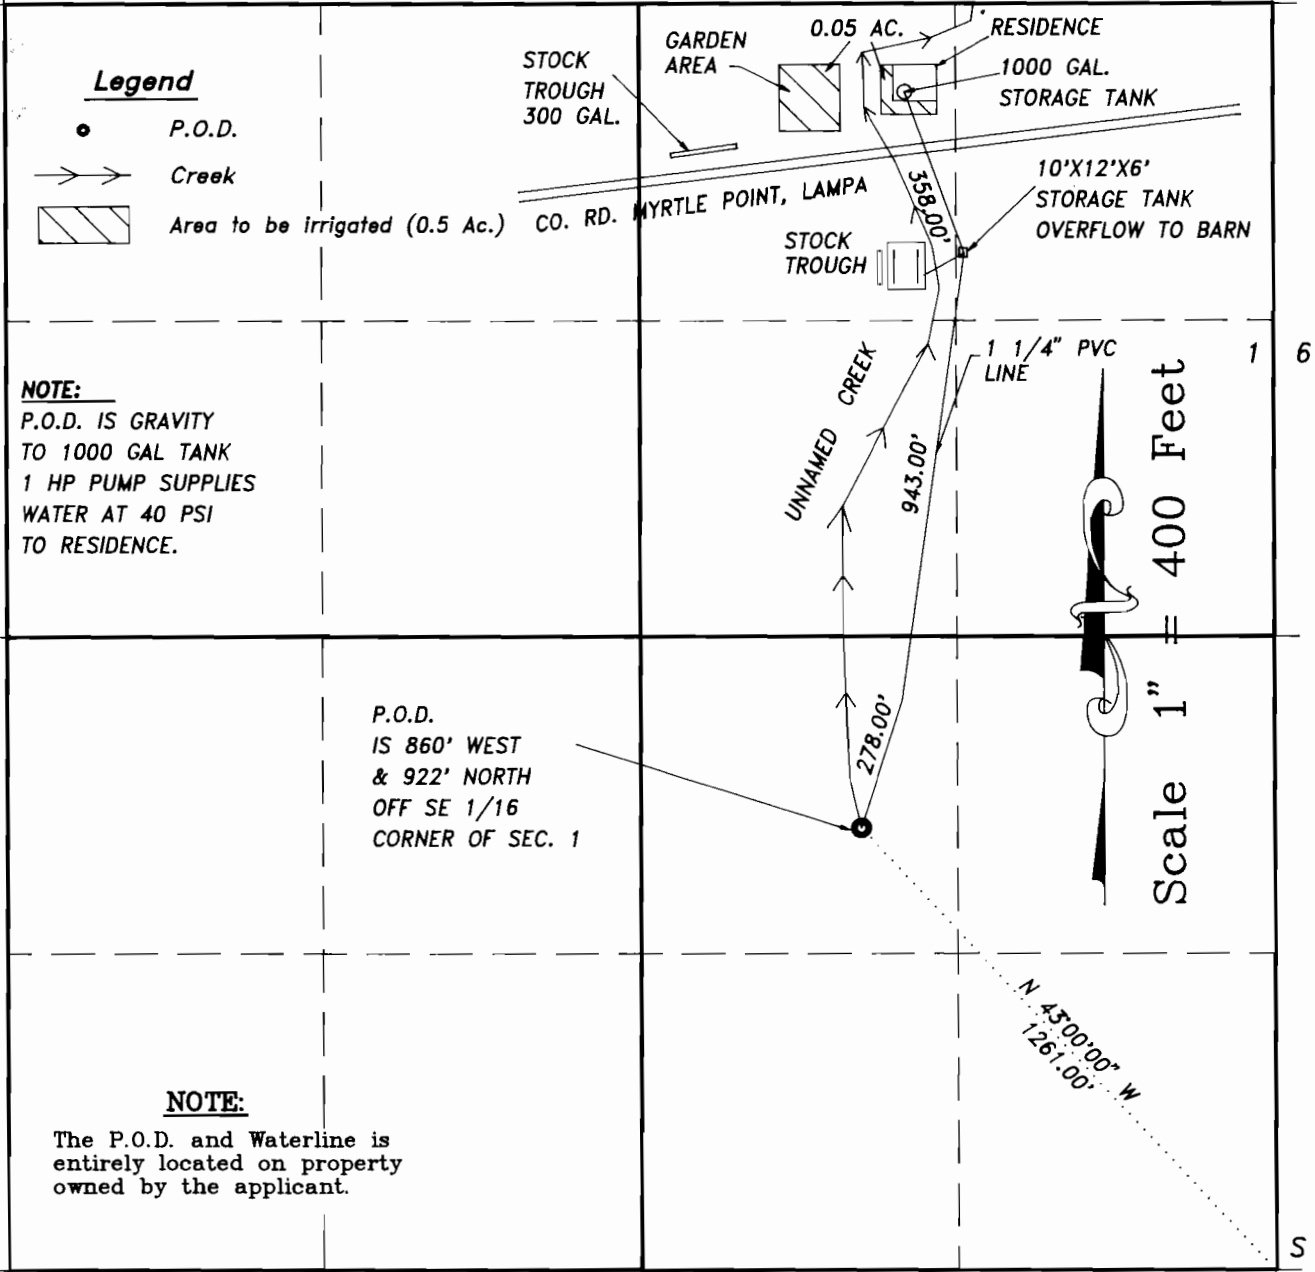 Legend
P.O.D.
Creek
Area to be irrigated (0.5 Ac.)
STOCK
TROUGH
300 GAL.
GARDEN
AREA
0.05 AC.
RESIDENCE
1000 GAL.
STORAGE TANK
CO. RD. MYRTLE POINT, LAMPA
358.00'
10'X12'X6'
STORAGE TANK
OVERFLOW TO BARN
STOCK
TROUGH
NOTE:
P.O.D. IS GRAVITY
TO 1000 GAL TANK
1 HP PUMP SUPPLIES
WATER AT 40 PSI
TO RESIDENCE.
UNNAMED CREEK
1 1/4" PVC
LINE
943.00'
1 6
Scale 1" = 400 Feet
P.O.D.
IS 860' WEST
& 922' NORTH
OFF SE 1/16
CORNER OF SEC. 1
278.00'
N 43°00'00" W
1261.00'
NOTE:
The P.O.D. and Waterline is
entirely located on property
owned by the applicant.
S